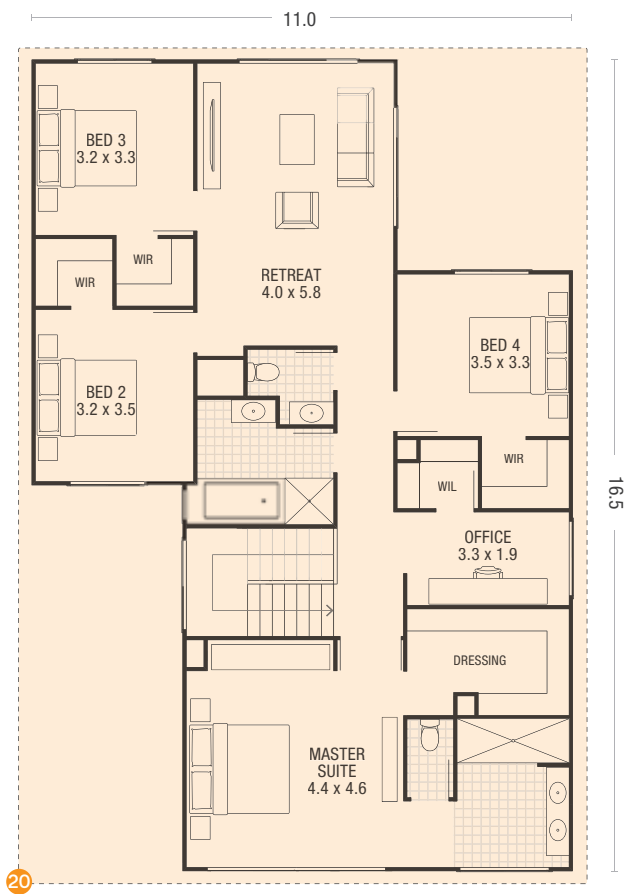 11.0
BED 3
3.2 x 3.3
WIR
WIR
RETREAT
4.0 x 5.8
BED 4
3.5 x 3.3
BED 2
3.2 x 3.5
WIR
WIL
16.5
OFFICE
3.3 x 1.9
DRESSING
MASTER
SUITE
4.4 x 4.6
20